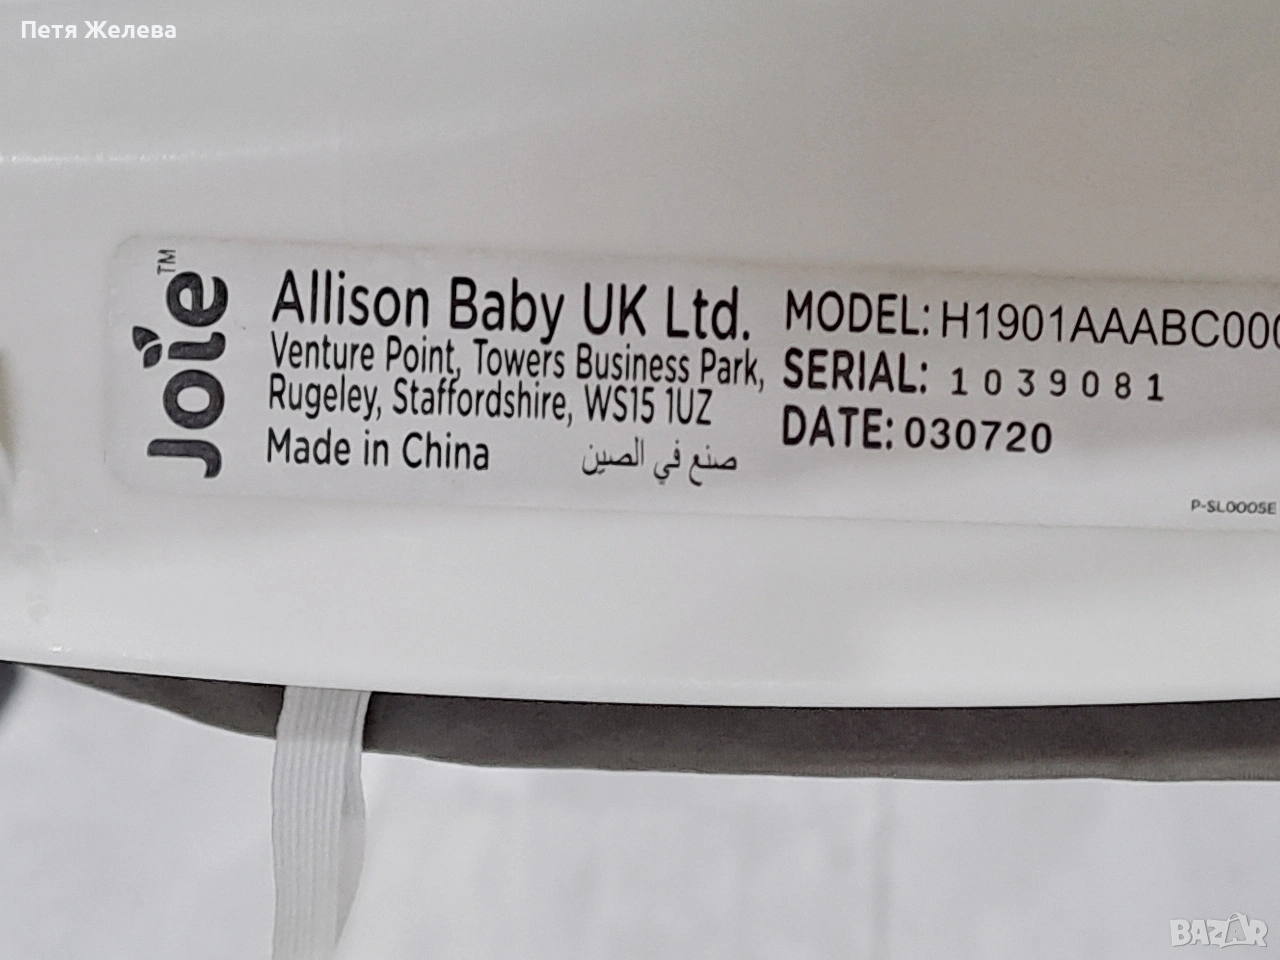 Петя Желева
Joie™
Allison Baby UK Ltd.
Venture Point, Towers Business Park,
Rugeley, Staffordshire, WS15 1UZ
Made in China
صنع في الصين
MODEL: H1901AAABC000
SERIAL: 1039081
DATE: 030720
P-SL0005E
BAZAR